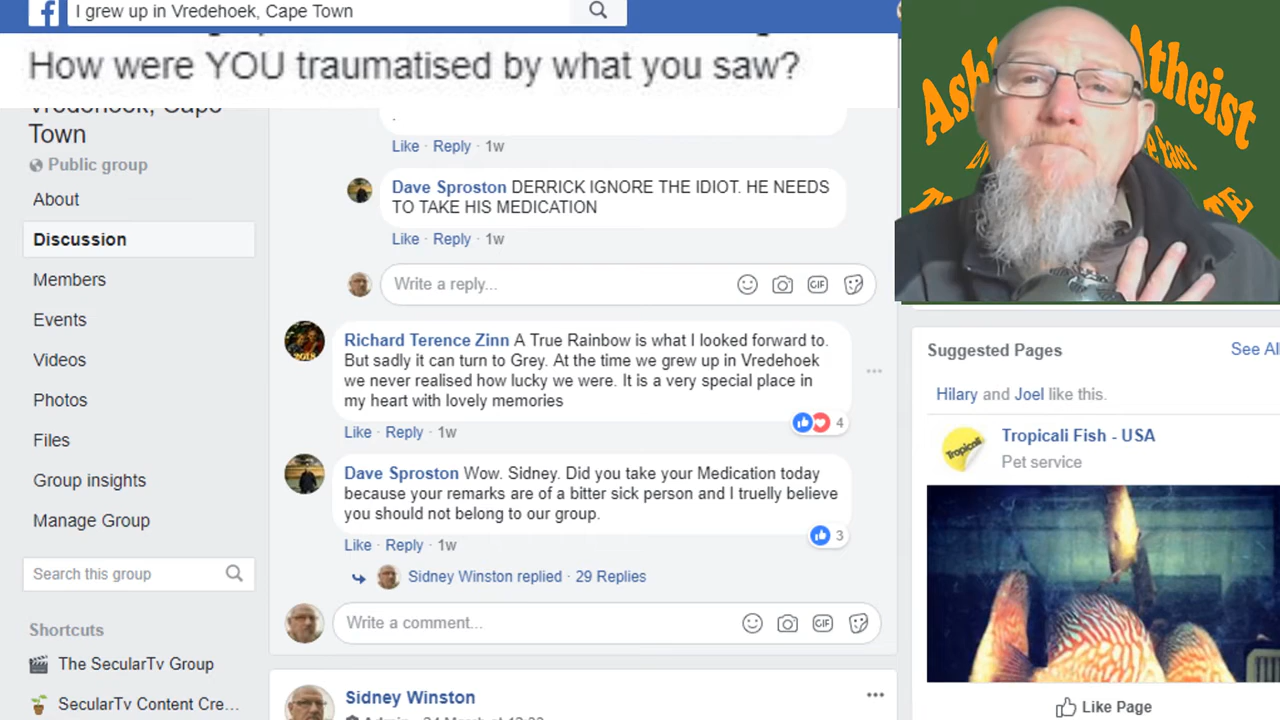 I grew up in Vredehoek, Cape Town
How were YOU traumatised by what you saw?
Vredehoek, Cape
Town
Public group
About
Discussion
Members
Events
Videos
Photos
Files
Group insights
Manage Group
Search this group
Shortcuts
The SecularTv Group
SecularTv Content Cre...
.
Like · Reply · 1w
Dave Sproston DERRICK IGNORE THE IDIOT. HE NEEDS
TO TAKE HIS MEDICATION
Like · Reply · 1w
Write a reply...
GIF
Richard Terence Zinn A True Rainbow is what I looked forward to.
But sadly it can turn to Grey. At the time we grew up in Vredehoek
we never realised how lucky we were. It is a very special place in
my heart with lovely memories
4
Like · Reply · 1w
Dave Sproston Wow. Sidney. Did you take your Medication today
because your remarks are of a bitter sick person and I truelly believe
you should not belong to our group.
3
Like · Reply · 1w
Sidney Winston replied · 29 Replies
Write a comment...
GIF
Sidney Winston
Atheist
fact
Suggested Pages
See All
Hilary and Joel like this.
Tropicali
Tropicali Fish - USA
Pet service
Like Page